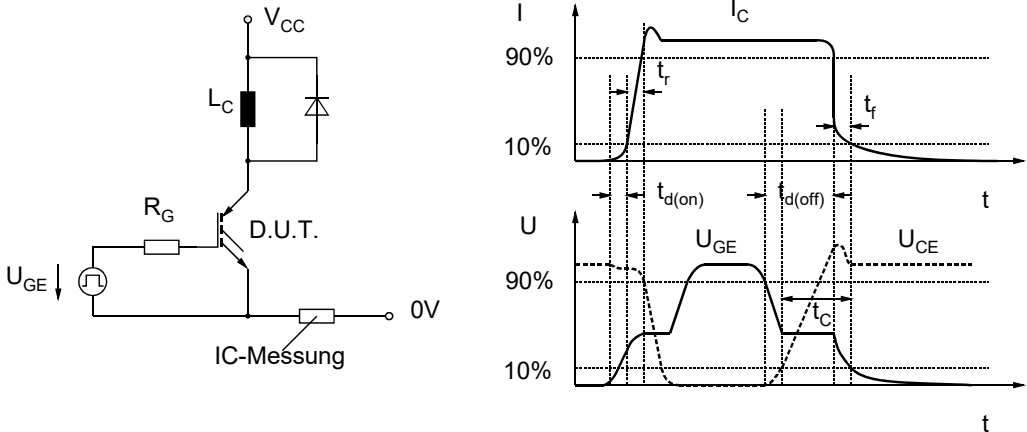 V_CC
L_C
R_G
D.U.T.
U_GE
0V
IC-Messung
I
I_C
90%
t_r
t_f
10%
t_d(on)
t_d(off)
t
U
U_GE
U_CE
90%
t_C
10%
t